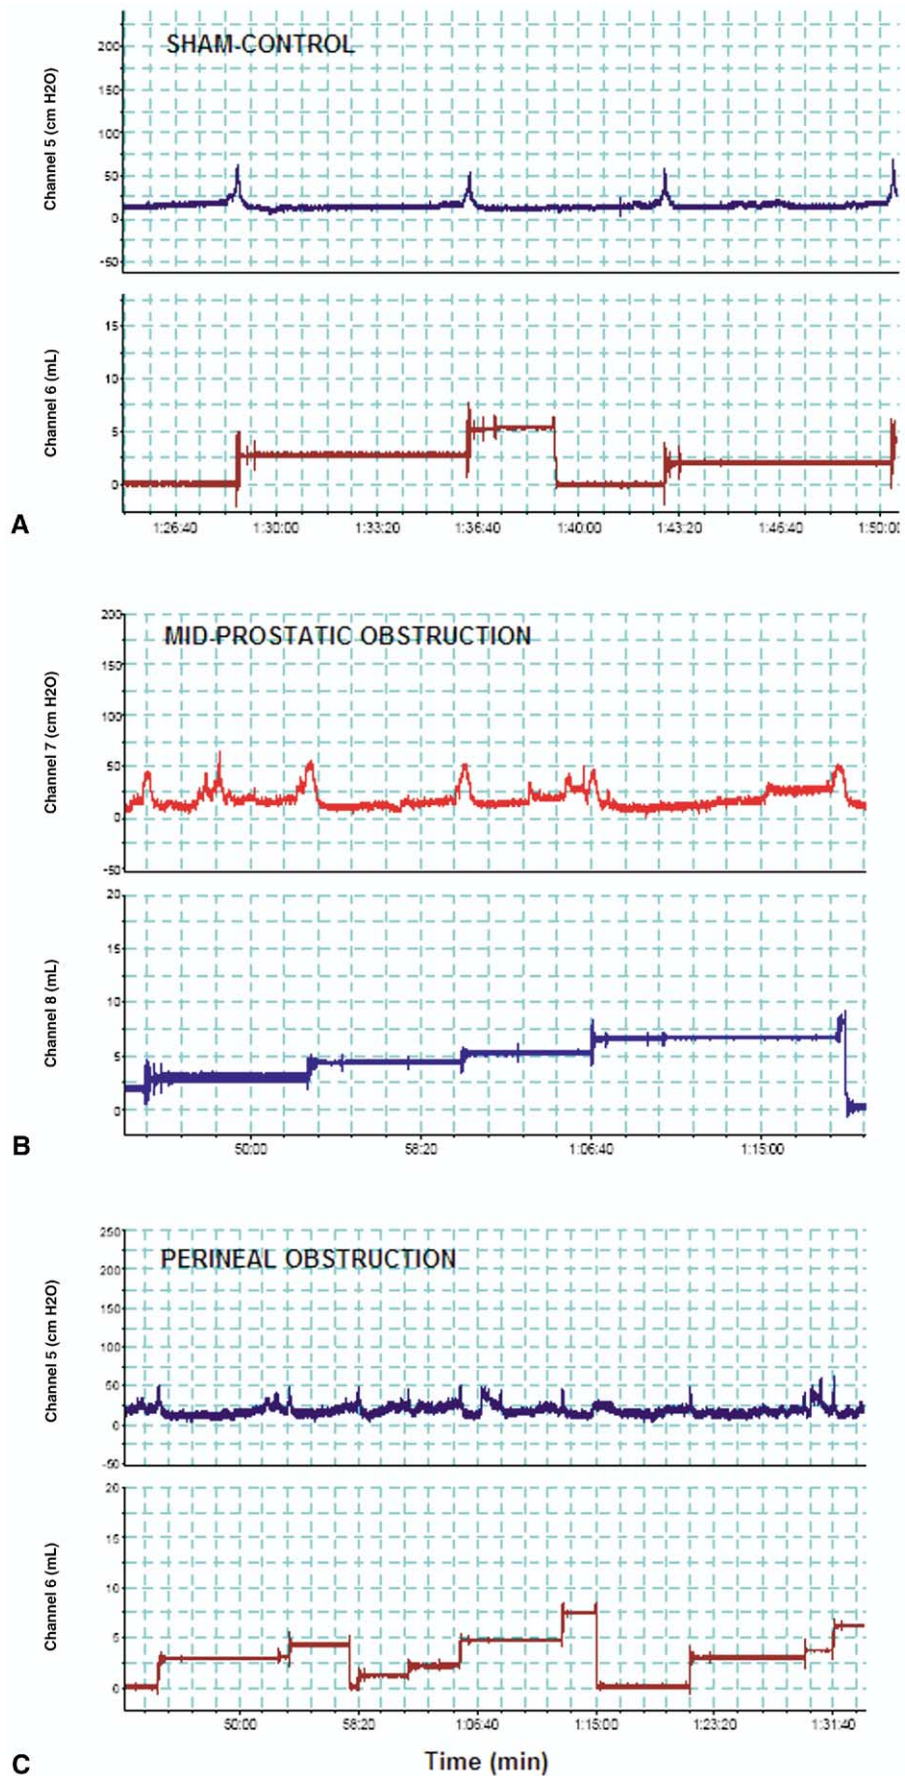 SHAM-CONTROL
Channel 5 (cm H2O)
200
150
100
50
0
-50
Channel 6 (mL)
15
10
5
0
A
1:26:40 1:30:00 1:33:20 1:36:40 1:40:00 1:43:20 1:46:40 1:50:00
MID-PROSTATIC OBSTRUCTION
Channel 7 (cm H2O)
200
150
100
50
0
-50
Channel 8 (mL)
20
15
10
5
0
B
50:00 58:20 1:06:40 1:15:00
PERINEAL OBSTRUCTION
Channel 5 (cm H2O)
250
200
150
100
50
0
-50
Channel 6 (mL)
20
15
10
5
0
50:00 58:20 1:06:40 1:15:00 1:23:20 1:31:40
C
Time (min)